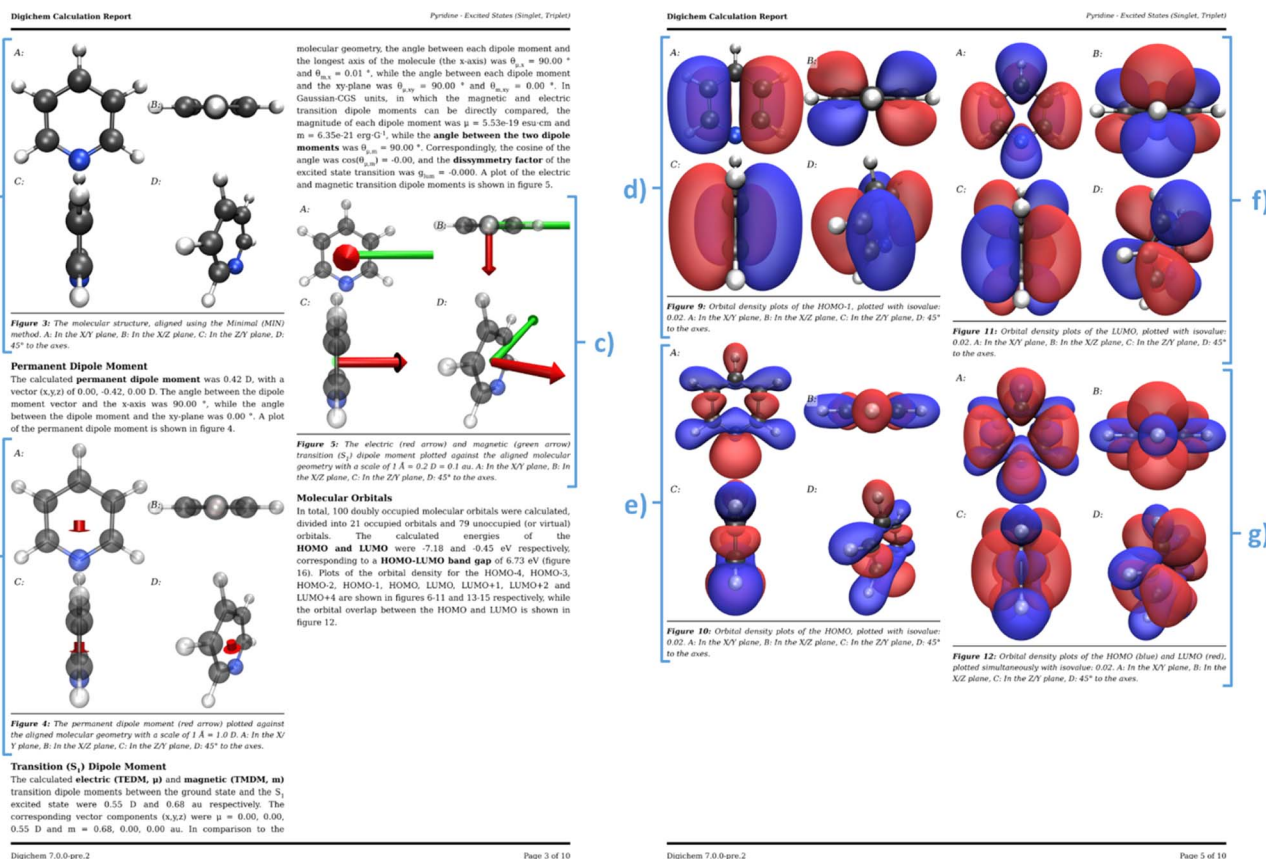 Digichem Calculation Report
Pyridine - Excited States (Singlet, Triplet)
A:
B:
C:
D:
Figure 3: The molecular structure, aligned using the Minimal (MIN)
method. A: In the X/Y plane, B: In the X/Z plane, C: In the Z/Y plane, D:
45° to the axes.
Permanent Dipole Moment
The calculated permanent dipole moment was 0.42 D, with a
vector (x,y,z) of 0.00, -0.42, 0.00 D. The angle between the dipole
moment vector and the x-axis was 90.00 °, while the angle
between the dipole moment and the xy-plane was 0.00 °. A plot
of the permanent dipole moment is shown in figure 4.
A:
B:
C:
D:
Figure 4: The permanent dipole moment (red arrow) plotted against
the aligned molecular geometry with a scale of 1 Å = 1.0 D. A: In the X/
Y plane, B: In the X/Z plane, C: In the Z/Y plane, D: 45° to the axes.
Transition (S1) Dipole Moment
The calculated electric (TEDM, μ) and magnetic (TMDM, m)
transition dipole moments between the ground state and the S1
excited state were 0.55 D and 0.68 au respectively. The
corresponding vector components (x,y,z) were μ = 0.00, 0.00,
0.55 D and m = 0.68, 0.00, 0.00 au. In comparison to the
molecular geometry, the angle between each dipole moment and
the longest axis of the molecule (the x-axis) was θμ,x = 90.00 °
and θm,x = 0.01 °, while the angle between each dipole moment
and the xy-plane was θμ,xy = 90.00 ° and θm,xy = 0.00 °. In
Gaussian-CGS units, in which the magnetic and electric
transition dipole moments can be directly compared, the
magnitude of each dipole moment was μ = 5.53e-19 esu·cm and
m = 6.35e-21 erg·G-1, while the angle between the two dipole
moments was θμ,m = 90.00 °. Correspondingly, the cosine of the
angle was cos(θμ,m) = -0.00, and the dissymmetry factor of the
excited state transition was glum = -0.000. A plot of the electric
and magnetic transition dipole moments is shown in figure 5.
A:
B:
C:
D:
c)
Figure 5: The electric (red arrow) and magnetic (green arrow)
transition (S1) dipole moment plotted against the aligned molecular
geometry with a scale of 1 Å = 0.2 D = 0.1 au. A: In the X/Y plane, B: In
the X/Z plane, C: In the Z/Y plane, D: 45° to the axes.
Molecular Orbitals
In total, 100 doubly occupied molecular orbitals were calculated,
divided into 21 occupied orbitals and 79 unoccupied (or virtual)
orbitals. The calculated energies of the
HOMO and LUMO were -7.18 and -0.45 eV respectively,
corresponding to a HOMO-LUMO band gap of 6.73 eV (figure
16). Plots of the orbital density for the HOMO-4, HOMO-3,
HOMO-2, HOMO-1, HOMO, LUMO, LUMO+1, LUMO+2 and
LUMO+4 are shown in figures 6-11 and 13-15 respectively, while
the orbital overlap between the HOMO and LUMO is shown in
figure 12.
Digichem 7.0.0-pre.2
Page 3 of 10
Digichem Calculation Report
Pyridine - Excited States (Singlet, Triplet)
A:
B:
C:
D:
d)
Figure 9: Orbital density plots of the HOMO-1, plotted with isovalue:
0.02. A: In the X/Y plane, B: In the X/Z plane, C: In the Z/Y plane, D: 45°
to the axes.
A:
B:
C:
D:
e)
Figure 10: Orbital density plots of the HOMO, plotted with isovalue:
0.02. A: In the X/Y plane, B: In the X/Z plane, C: In the Z/Y plane, D: 45°
to the axes.
A:
B:
C:
D:
f)
Figure 11: Orbital density plots of the LUMO, plotted with isovalue:
0.02. A: In the X/Y plane, B: In the X/Z plane, C: In the Z/Y plane, D: 45°
to the axes.
A:
B:
C:
D:
g)
Figure 12: Orbital density plots of the HOMO (blue) and LUMO (red),
plotted simultaneously with isovalue: 0.02. A: In the X/Y plane, B: In the
X/Z plane, C: In the Z/Y plane, D: 45° to the axes.
Digichem 7.0.0-pre.2
Page 5 of 10